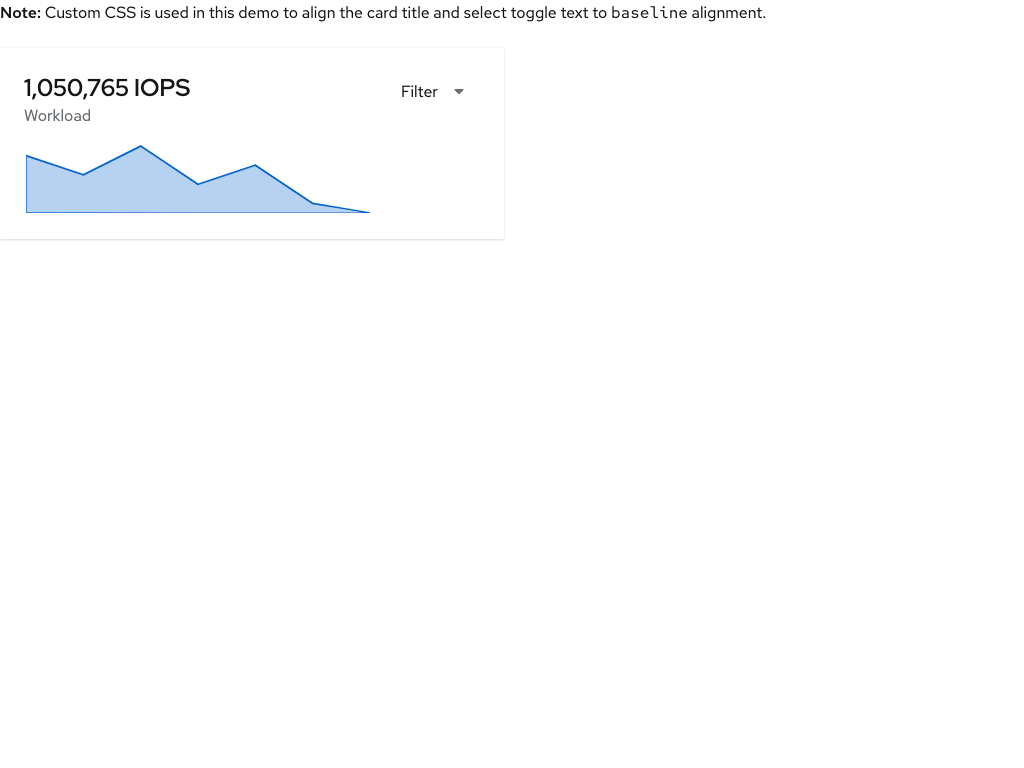 Note: Custom CSS is used in this demo to align the card title and select toggle text to baseline alignment.
1,050,765 IOPS
Filter
Workload